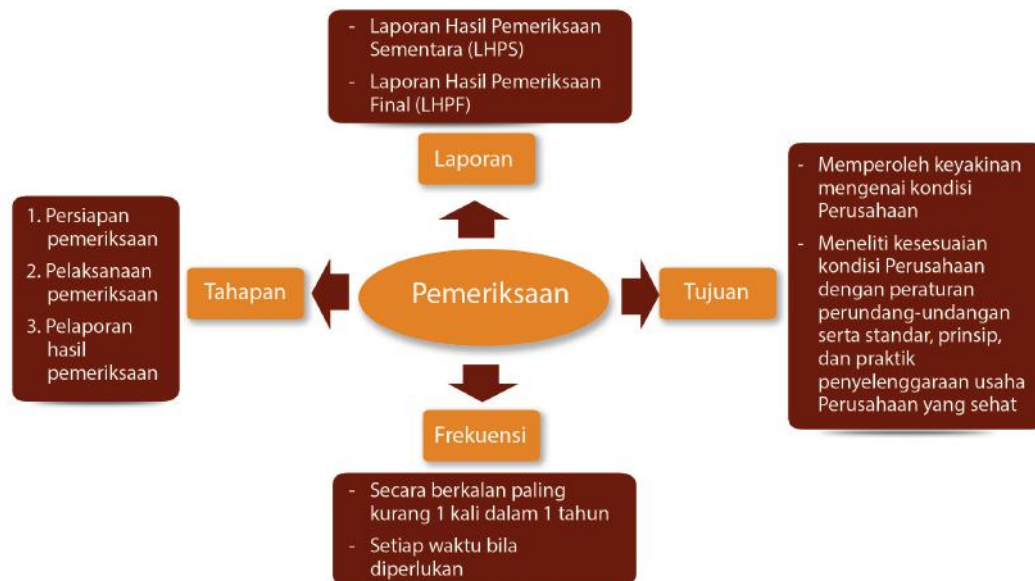 - Laporan Hasil Pemeriksaan
Sementara (LHPS)
- Laporan Hasil Pemeriksaan
Final (LHPF)
Laporan
1. Persiapan
pemeriksaan
2. Pelaksanaan
pemeriksaan
3. Pelaporan
hasil
pemeriksaan
Tahapan
Pemeriksaan
Tujuan
- Memperoleh keyakinan
mengenai kondisi
Perusahaan
- Meneliti kesesuaian
kondisi Perusahaan
dengan peraturan
perundang-undangan
serta standar, prinsip,
dan praktik
penyelenggaraan usaha
Perusahaan yang sehat
Frekuensi
- Secara berkalan paling
kurang 1 kali dalam 1 tahun
- Setiap waktu bila
diperlukan